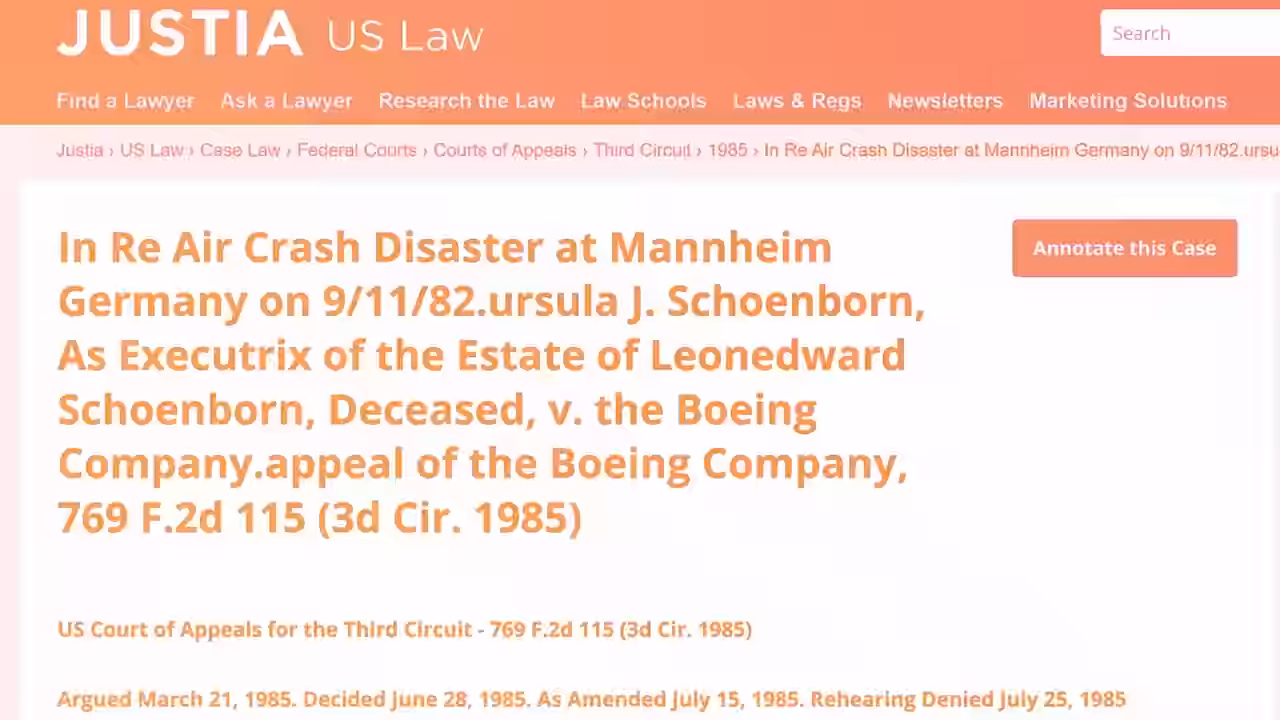 JUSTIA US Law
Search
Find a Lawyer Ask a Lawyer Research the Law Law Schools Laws & Regs Newsletters Marketing Solutions
Justia › US Law › Case Law › Federal Courts › Courts of Appeals › Third Circuit › 1985 › In Re Air Crash Disaster at Mannheim Germany on 9/11/82.ursu
In Re Air Crash Disaster at Mannheim
Germany on 9/11/82.ursula J. Schoenborn,
As Executrix of the Estate of Leonedward
Schoenborn, Deceased, v. the Boeing
Company.appeal of the Boeing Company,
769 F.2d 115 (3d Cir. 1985)
Annotate this Case
US Court of Appeals for the Third Circuit - 769 F.2d 115 (3d Cir. 1985)
Argued March 21, 1985. Decided June 28, 1985. As Amended July 15, 1985. Rehearing Denied July 25, 1985